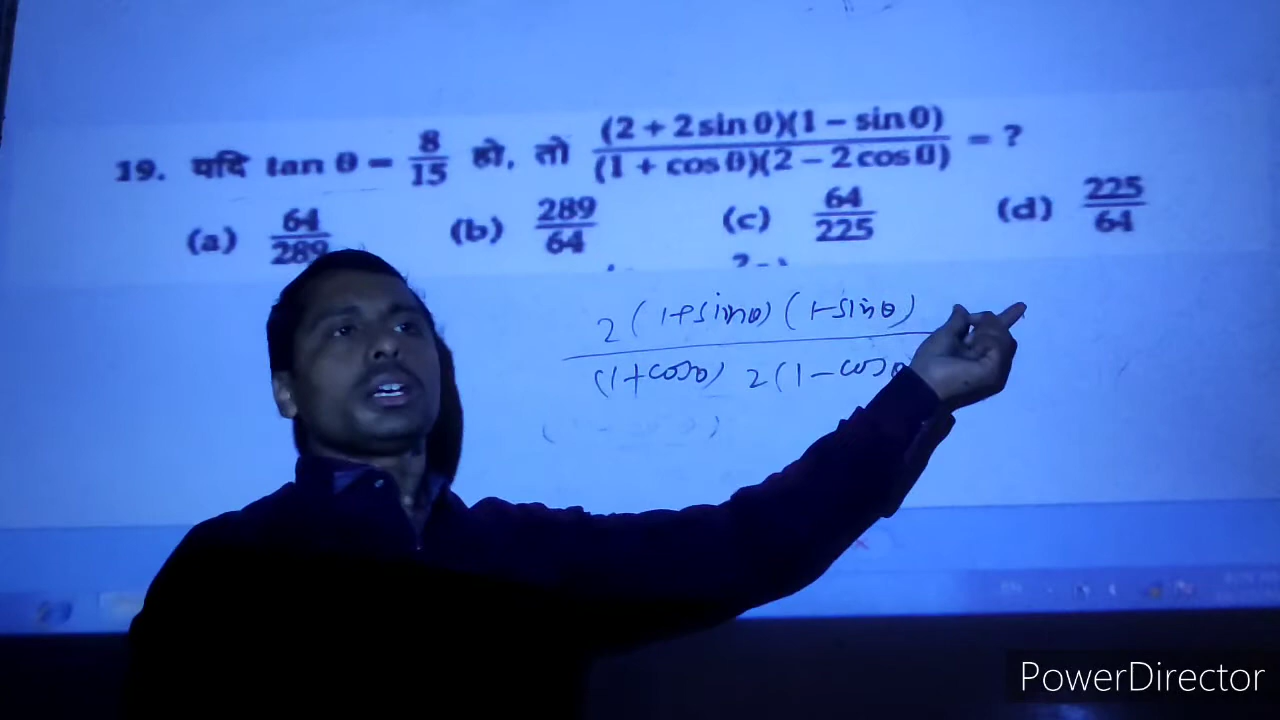 19. यदि tan θ = 8/15 हो, तो (2 + 2 sin θ)(1 − sin θ) / (1 + cos θ)(2 − 2 cos θ) = ?
(a) 64/289 (b) 289/64 (c) 64/225 (d) 225/64
2 (1+sinθ) (1-sinθ)
(1+cosθ) 2 (1-cosθ
PowerDirector